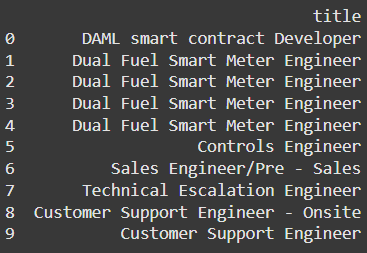 title
0 DAML smart contract Developer
1 Dual Fuel Smart Meter Engineer
2 Dual Fuel Smart Meter Engineer
3 Dual Fuel Smart Meter Engineer
4 Dual Fuel Smart Meter Engineer
5 Controls Engineer
6 Sales Engineer/Pre - Sales
7 Technical Escalation Engineer
8 Customer Support Engineer - Onsite
9 Customer Support Engineer